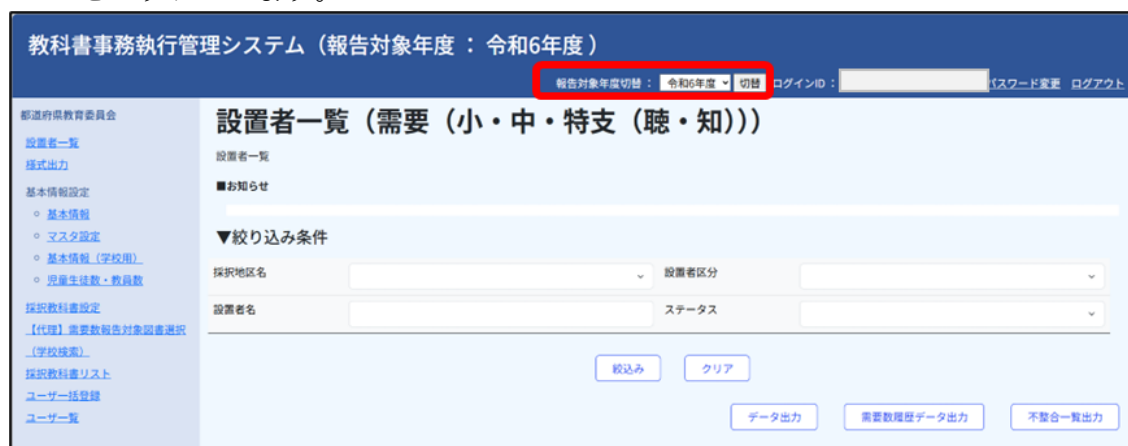 教科書事務執行管理システム（報告対象年度 ： 令和6年度 ）
報告対象年度切替 ： 令和6年度 切替 ログインID ： パスワード変更 ログアウト
都道府県教育委員会
設置者一覧
様式出力
基本情報設定
基本情報
マスタ設定
基本情報（学校用）
児童生徒数・教員数
採択教科書設定
【代理】需要数報告対象図書選択
（学校検索）
採択教科書リスト
ユーザ一括登録
ユーザ一覧
設置者一覧（需要（小・中・特支（聴・知）））
設置者一覧
■お知らせ
▼絞り込み条件
採択地区名 設置者区分
設置者名 ステータス
絞込み クリア
データ出力 需要数履歴データ出力 不整合一覧出力